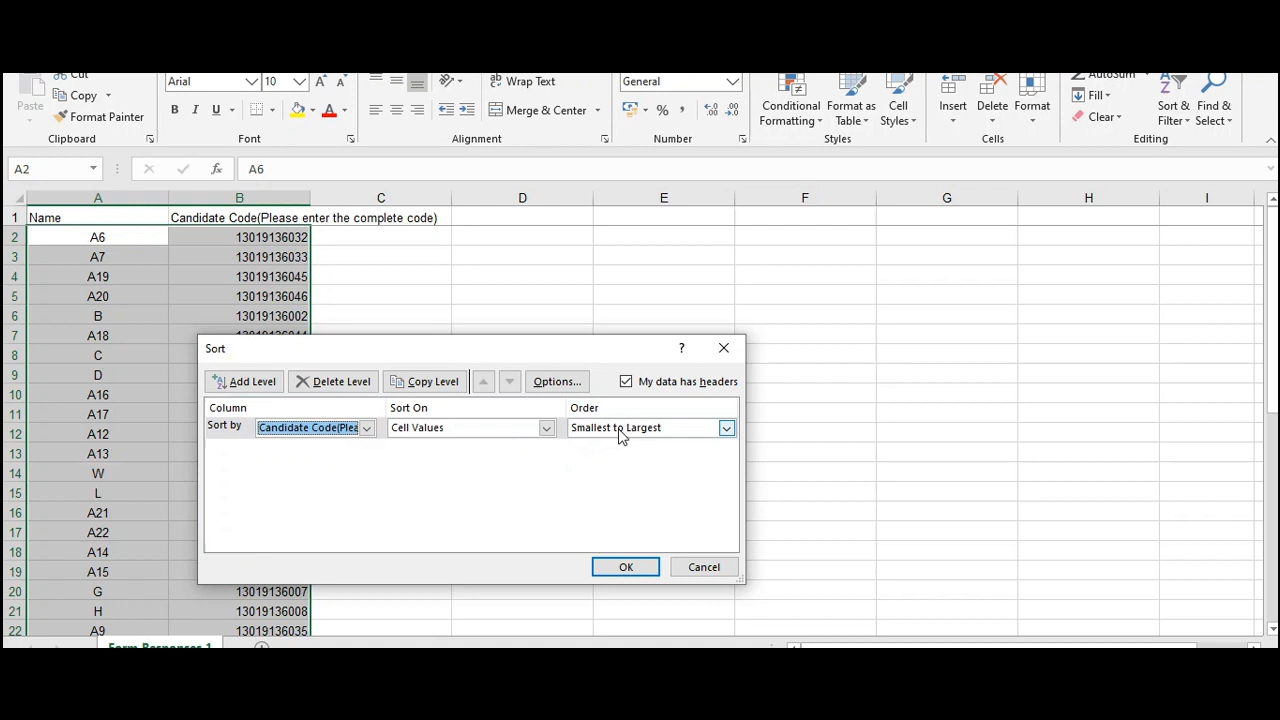 Cut
Paste
Copy
Format Painter
Clipboard
Arial
10
B I U
Font
Wrap Text
Merge & Center
Alignment
General
Number
Conditional Formatting
Format as Table
Cell Styles
Styles
Insert
Delete
Format
Cells
AutoSum
Fill
Clear
Sort & Filter
Find & Select
Editing
A2
fx
A6
A B C D E F G H I
1 Name Candidate Code(Please enter the complete code)
2 A6 13019136032
3 A7 13019136033
4 A19 13019136045
5 A20 13019136046
6 B 13019136002
7 A18 13019136044
8 C
9 D
10 A16
11 A17
12 A12
13 A13
14 W
15 L
16 A21
17 A22
18 A14
19 A15
20 G 13019136007
21 H 13019136008
22 A9 13019136035
Sort
?
Add Level
Delete Level
Copy Level
Options...
My data has headers
Column Sort On Order
Sort by Candidate Code(Plea Cell Values Smallest to Largest
OK
Cancel
Form Responses 1